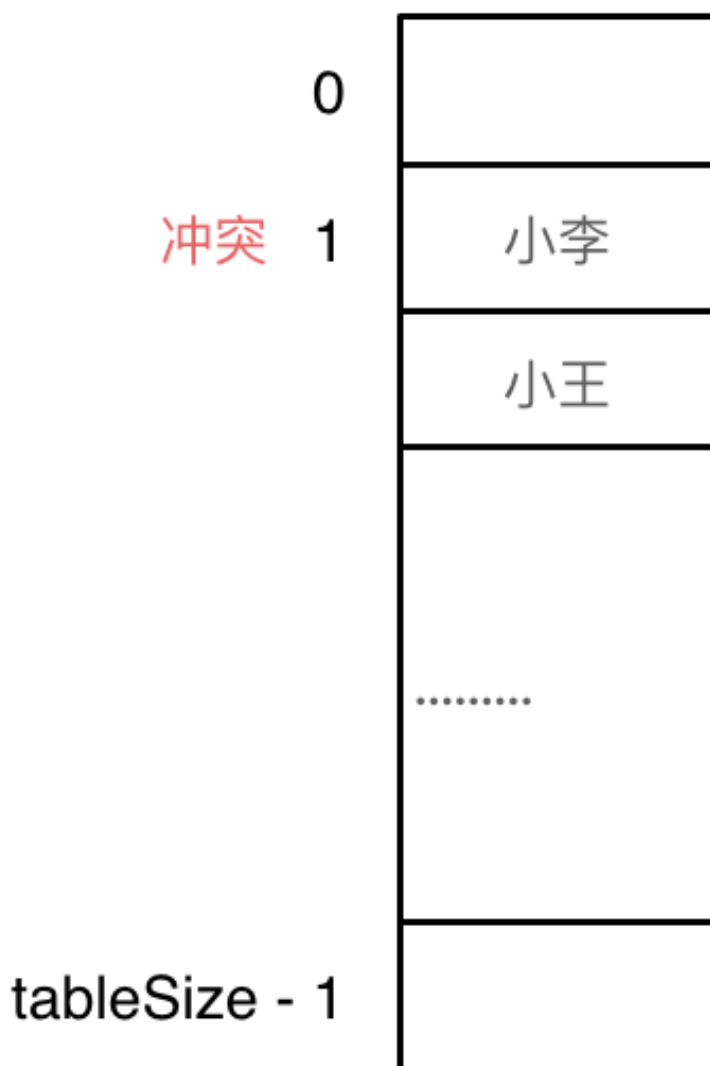 0
冲突 1 小李
小王
.........
tableSize - 1